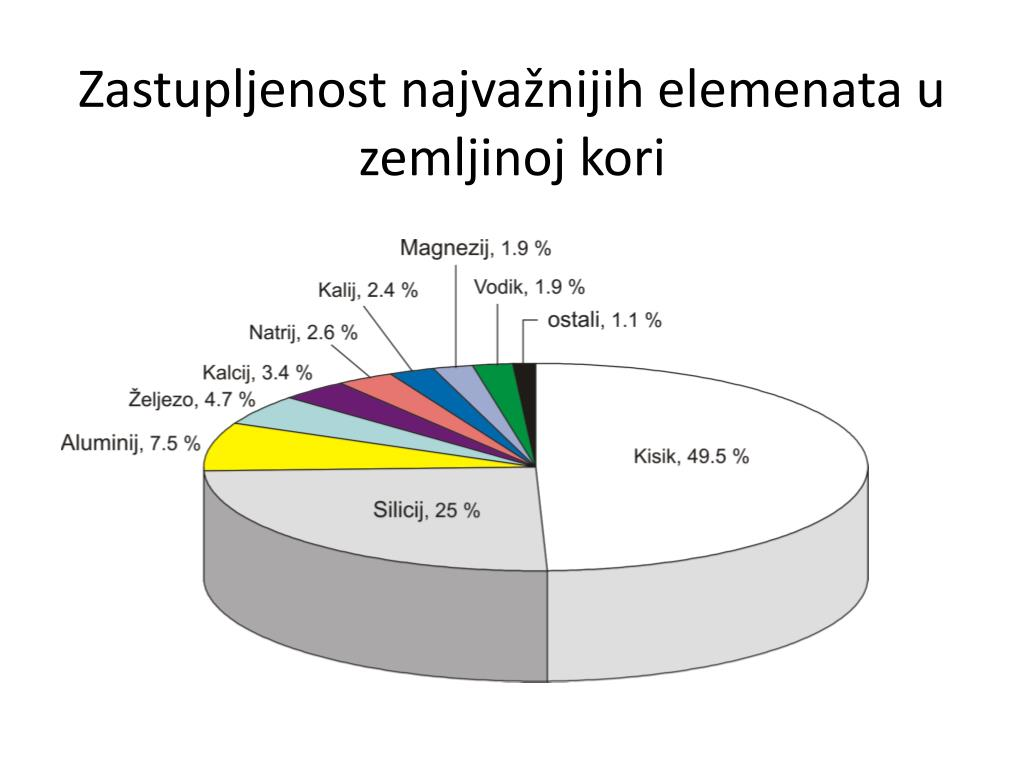 Zastupljenost najvažnijih elemenata u
zemljinoj kori
Magnezij, 1.9 %
Kalij, 2.4 %
Vodik, 1.9 %
ostali, 1.1 %
Natrij, 2.6 %
Kalcij, 3.4 %
Željezo, 4.7 %
Aluminij, 7.5 %
Kisik, 49.5 %
Silicij, 25 %